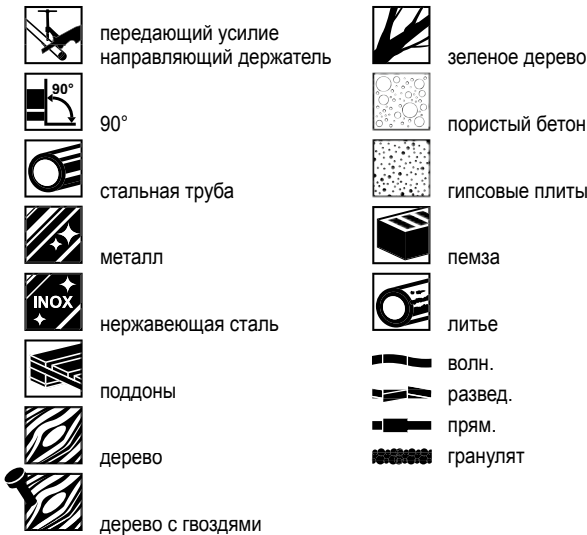 передающий усилие
направляющий держатель
90°
90°
стальная труба
металл
INOX
нержавеющая сталь
поддоны
дерево
дерево с гвоздями
зеленое дерево
пористый бетон
гипсовые плиты
пемза
литье
волн.
развед.
прям.
гранулят